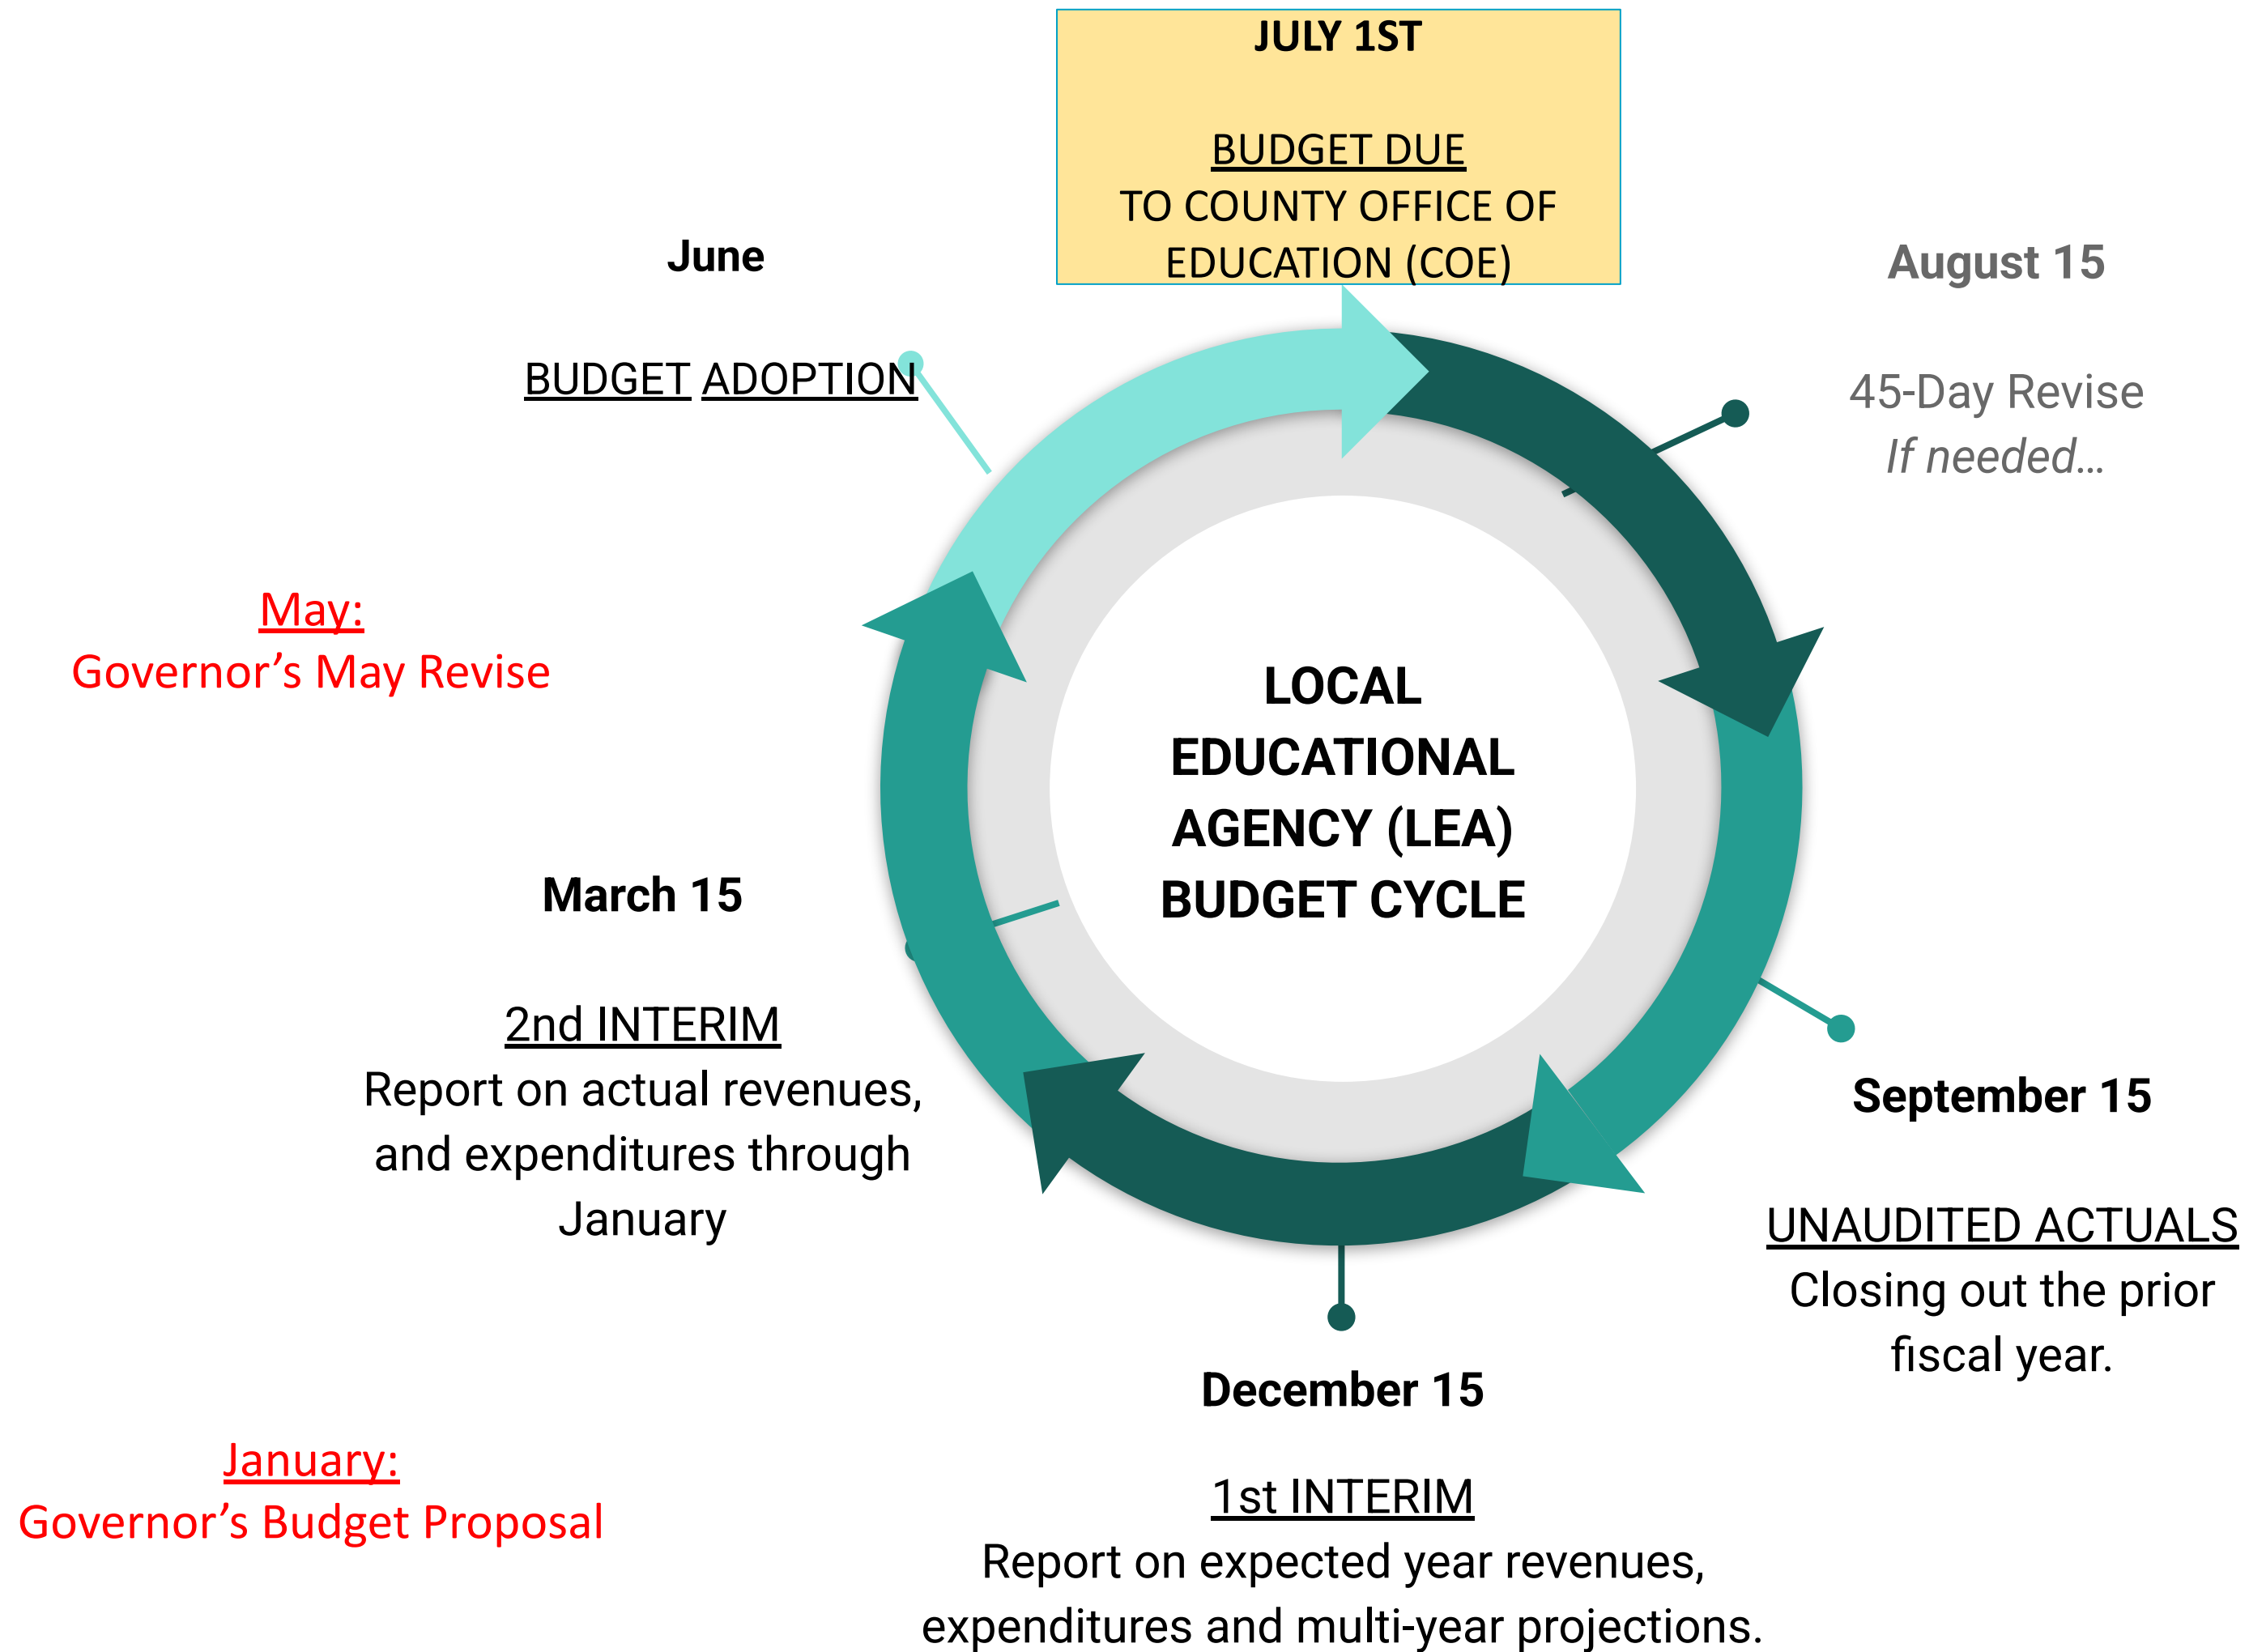 JULY 1ST
BUDGET DUE
TO COUNTY OFFICE OF
EDUCATION (COE)
June
BUDGET ADOPTION
August 15
45-Day Revise
If needed...
May:
Governor’s May Revise
LOCAL
EDUCATIONAL
AGENCY (LEA)
BUDGET CYCLE
March 15
2nd INTERIM
Report on actual revenues,
and expenditures through
January
September 15
UNAUDITED ACTUALS
Closing out the prior
fiscal year.
December 15
1st INTERIM
Report on expected year revenues,
expenditures and multi-year projections.
January:
Governor’s Budget Proposal